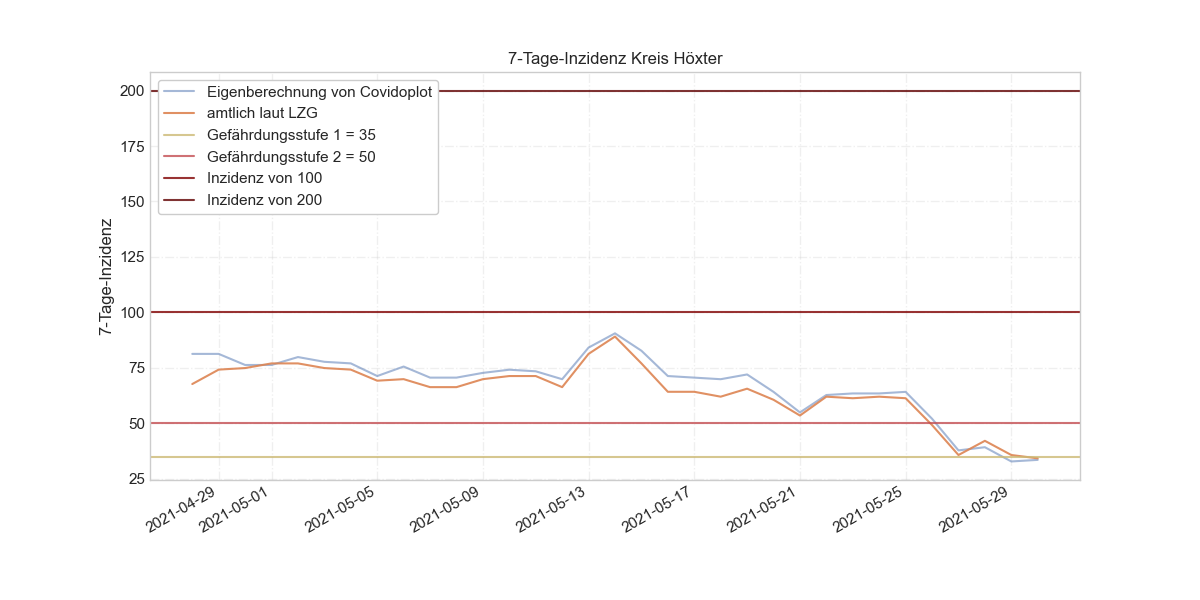 7-Tage-Inzidenz Kreis Höxter
7-Tage-Inzidenz
200
175
150
125
100
75
50
25
Eigenberechnung von Covidoplot
amtlich laut LZG
Gefährdungsstufe 1 = 35
Gefährdungsstufe 2 = 50
Inzidenz von 100
Inzidenz von 200
2021-04-29
2021-05-01
2021-05-05
2021-05-09
2021-05-13
2021-05-17
2021-05-21
2021-05-25
2021-05-29